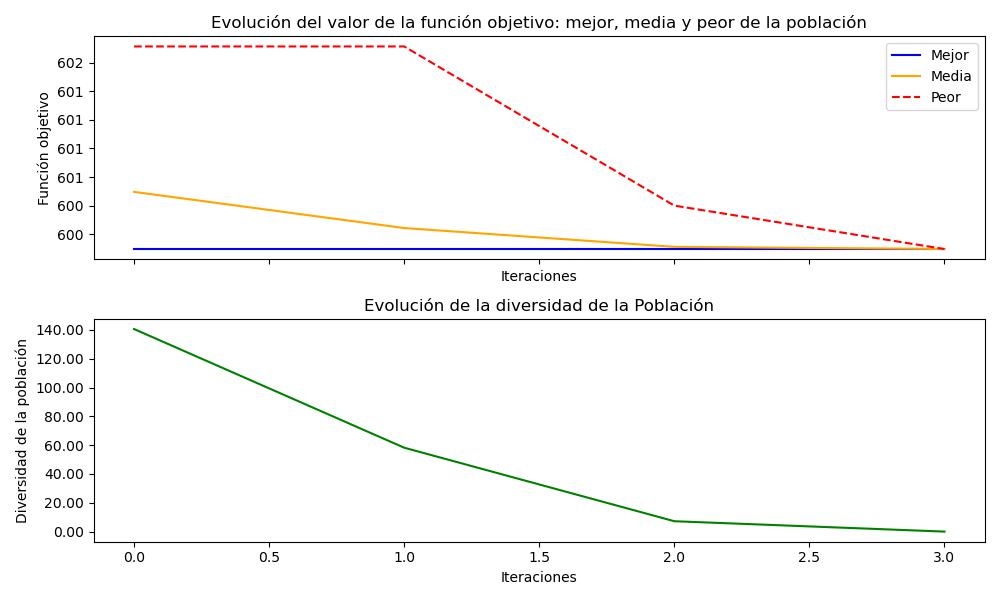 Evolución del valor de la función objetivo: mejor, media y peor de la población
Función objetivo
602
601
601
601
601
600
600
Mejor
Media
Peor
Iteraciones
Evolución de la diversidad de la Población
Diversidad de la población
140.00
120.00
100.00
80.00
60.00
40.00
20.00
0.00
0.0 0.5 1.0 1.5 2.0 2.5 3.0
Iteraciones